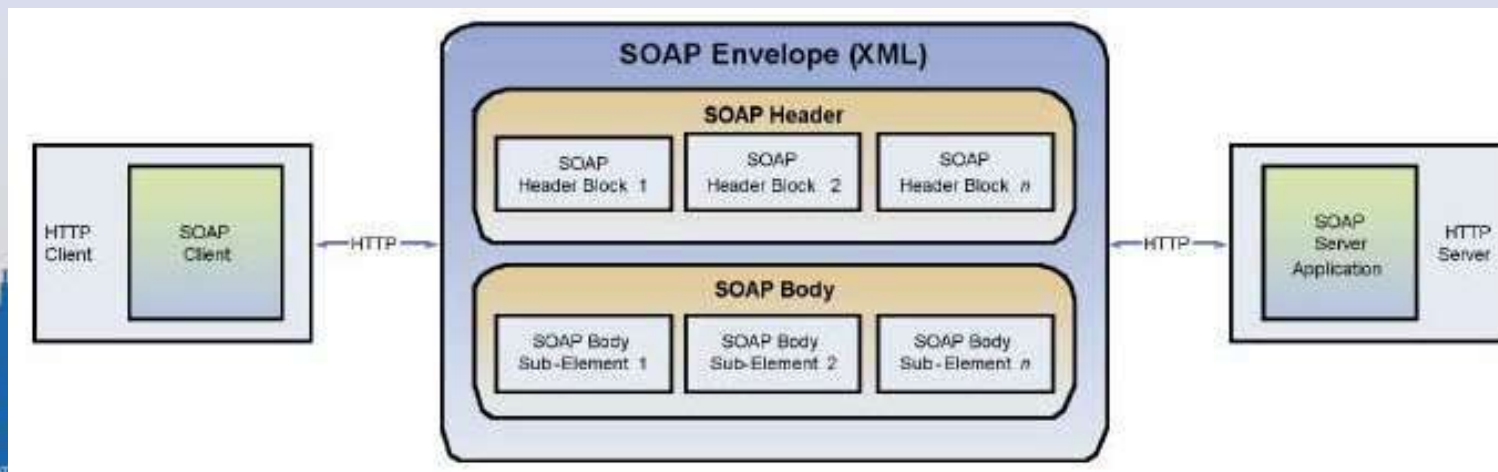 SOAP Envelope (XML)
SOAP Header
SOAP
Header Block 1
SOAP
Header Block 2
SOAP
Header Block n
HTTP
Client
SOAP
Client
HTTP
HTTP
SOAP
Server
Application
HTTP
Server
SOAP Body
SOAP Body
Sub-Element 1
SOAP Body
Sub-Element 2
SOAP Body
Sub-Element n